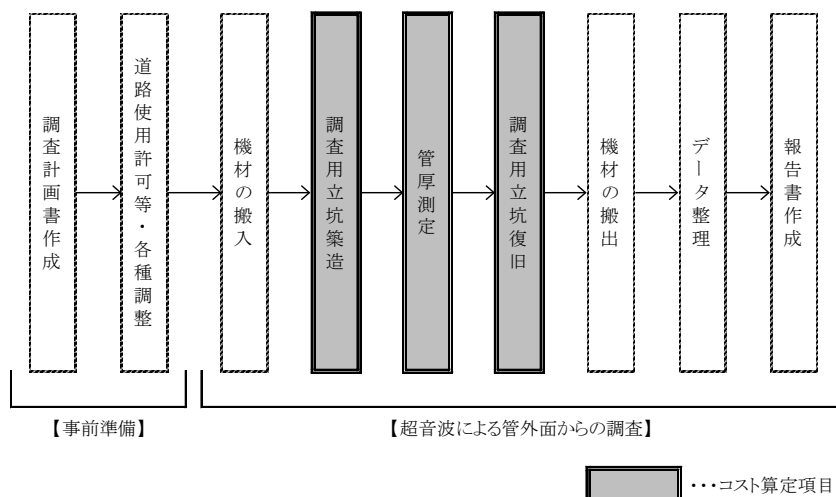 調査計画書作成
道路使用許可等・各種調整
機材の搬入
調査用立坑築造
管厚測定
調査用立坑復旧
機材の搬出
データ整理
報告書作成
【事前準備】
【超音波による管外面からの調査】
・・・コスト算定項目